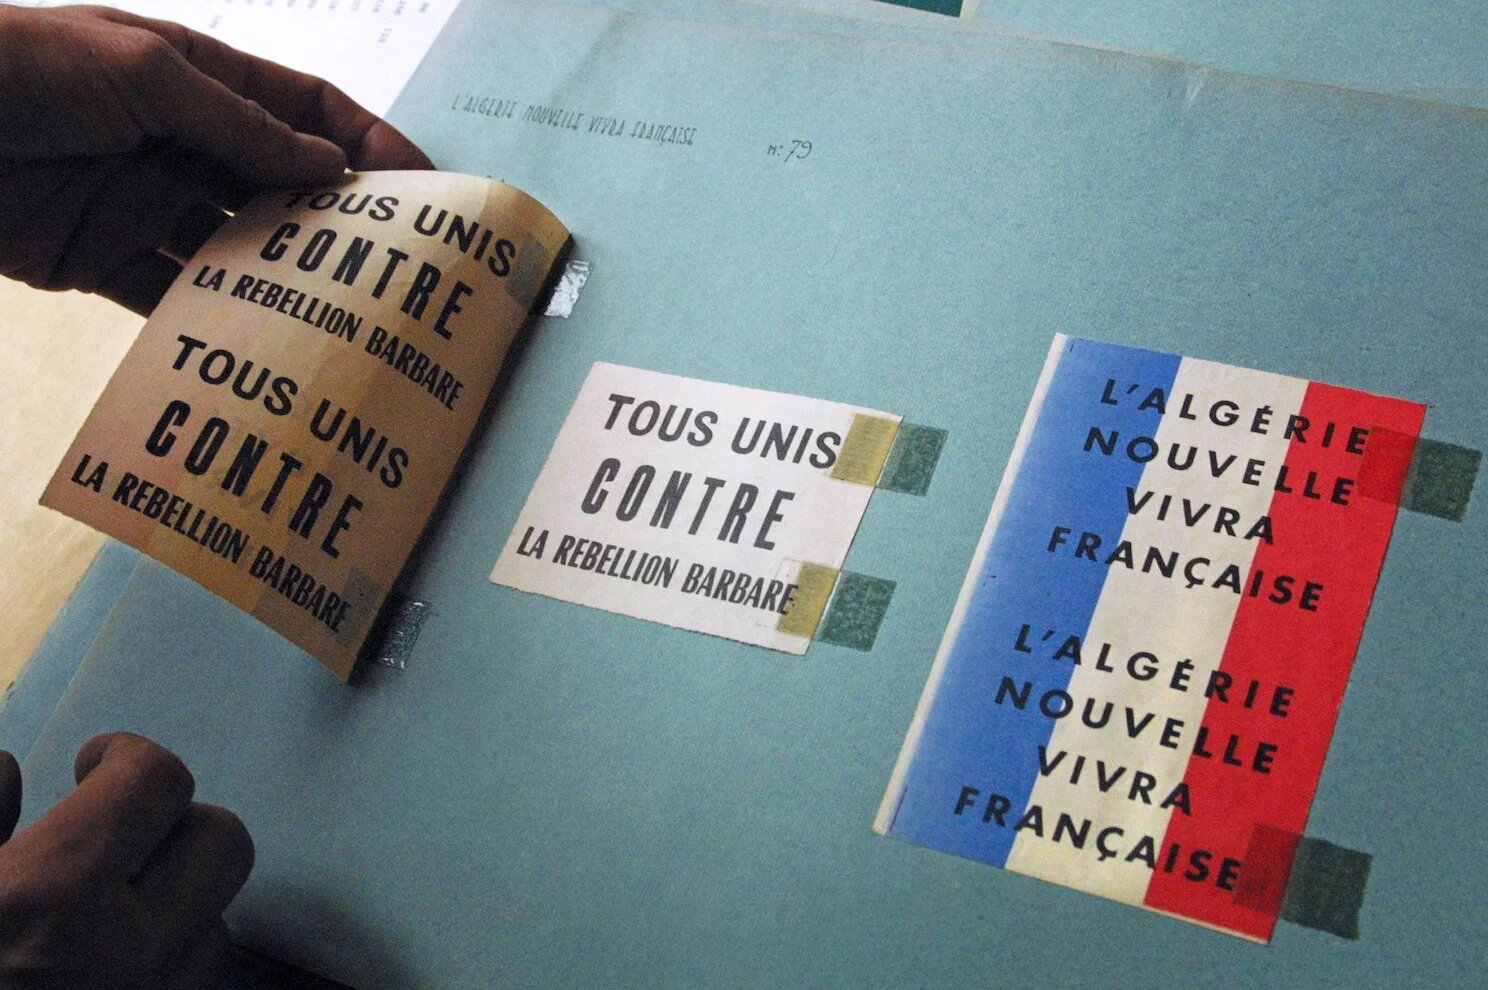 L'ALGERIE NOUVELLE VIVRA FRANÇAISE
N: 79
TOUS UNIS
CONTRE
LA REBELLION BARBARE
TOUS UNIS
CONTRE
LA REBELLION BARBARE
TOUS UNIS
CONTRE
LA REBELLION BARBARE
L'ALGÉRIE
NOUVELLE
VIVRA
FRANÇAISE
L'ALGÉRIE
NOUVELLE
VIVRA
FRANÇAISE